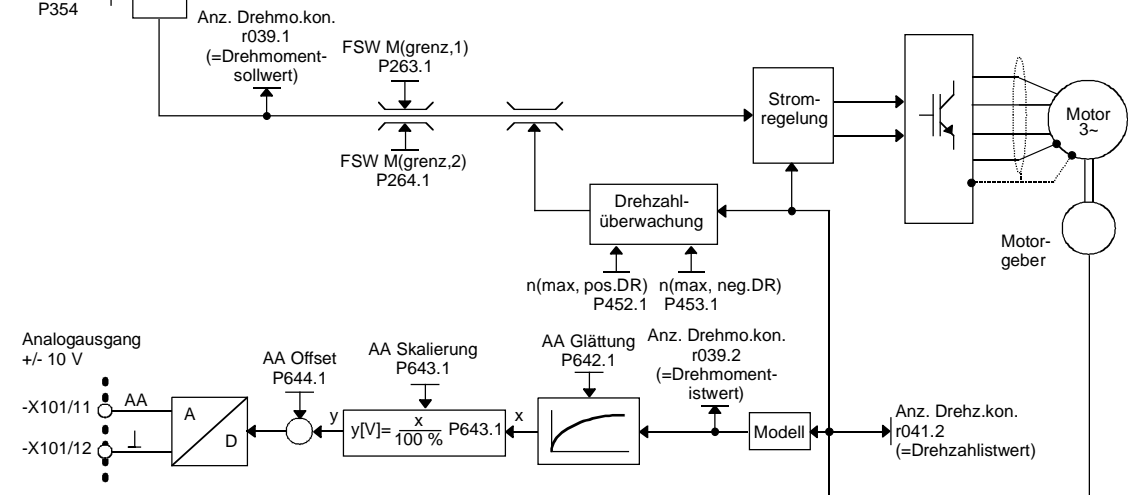 P354
Anz. Drehmo.kon.
r039.1
(=Drehmoment-
sollwert)
FSW M(grenz,1)
P263.1
FSW M(grenz,2)
P264.1
Strom-
regelung
Motor
3~
Drehzahl-
überwachung
Motor-
geber
n(max, pos.DR)
P452.1
n(max, neg.DR)
P453.1
Analogausgang
+/- 10 V
AA Offset
P644.1
AA Skalierung
P643.1
AA Glättung
P642.1
Anz. Drehmo.kon.
r039.2
(=Drehmoment-
istwert)
-X101/11
AA
-X101/12
A
D
y
y[V]= x/100 % P643.1
x
Modell
Anz. Drehz.kon.
r041.2
(=Drehzahlistwert)